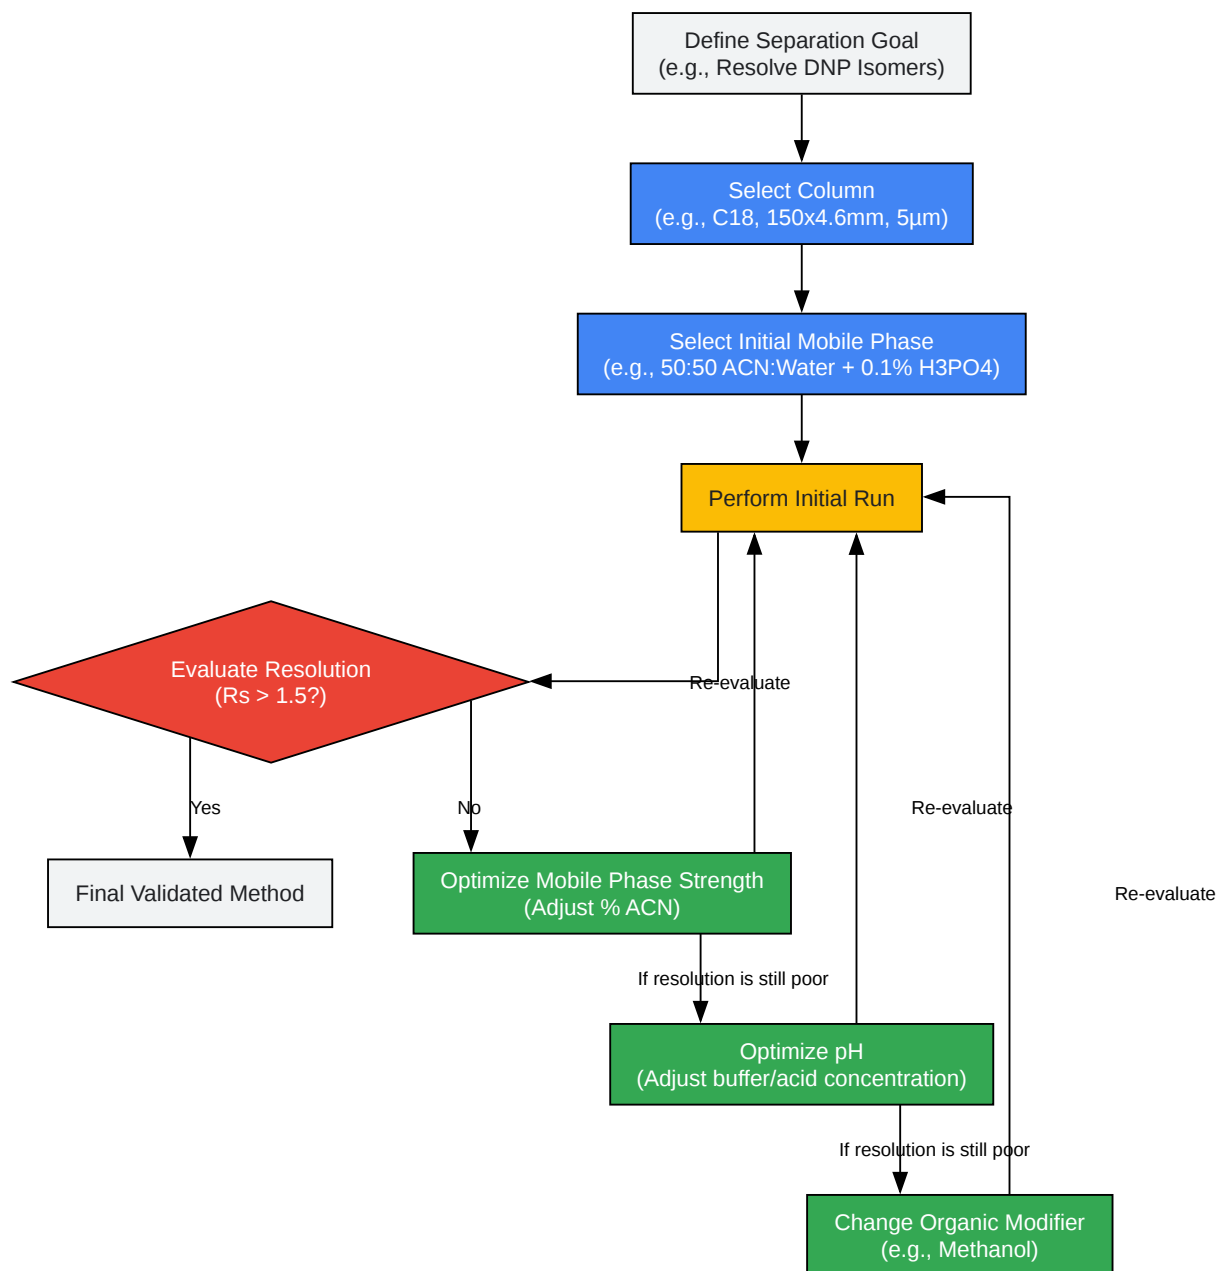 Define Separation Goal
(e.g., Resolve DNP Isomers)
Select Column
(e.g., C18, 150x4.6mm, 5µm)
Select Initial Mobile Phase
(e.g., 50:50 ACN:Water + 0.1% H3PO4)
Perform Initial Run
Evaluate Resolution
(Rs > 1.5?)
Re-evaluate
Yes
No
Re-evaluate
Final Validated Method
Optimize Mobile Phase Strength
(Adjust % ACN)
Re-evaluate
If resolution is still poor
Optimize pH
(Adjust buffer/acid concentration)
If resolution is still poor
Change Organic Modifier
(e.g., Methanol)